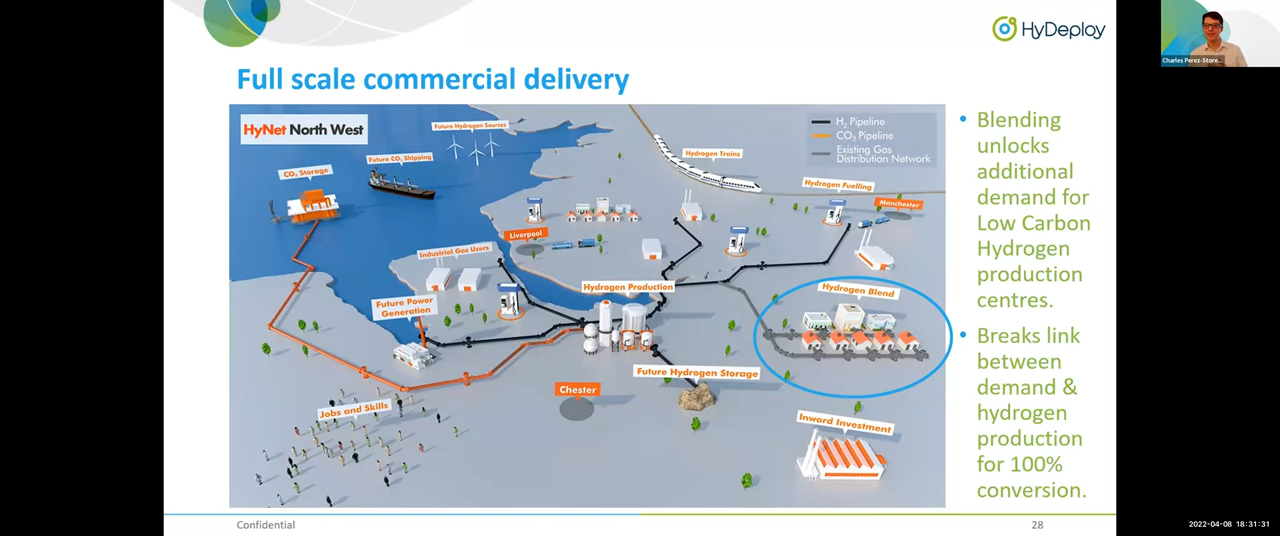 HyDeploy
Charles Perez-Store...
Full scale commercial delivery
HyNet North West
Future Hydrogen Sources
H₂ Pipeline
CO₂ Pipeline
Existing Gas
Distribution Network
CO₂ Storage
Future CO₂ Shipping
Hydrogen Trains
Hydrogen Fuelling
Manchester
Liverpool
Industrial Gas Users
Hydrogen Production
Hydrogen Blend
Future Power
Generation
Future Hydrogen Storage
Chester
Jobs and Skills
Inward Investment
• Blending
unlocks
additional
demand for
Low Carbon
Hydrogen
production
centres.
• Breaks link
between
demand &
hydrogen
production
for 100%
conversion.
Confidential
28
2022-04-08 18:31:31